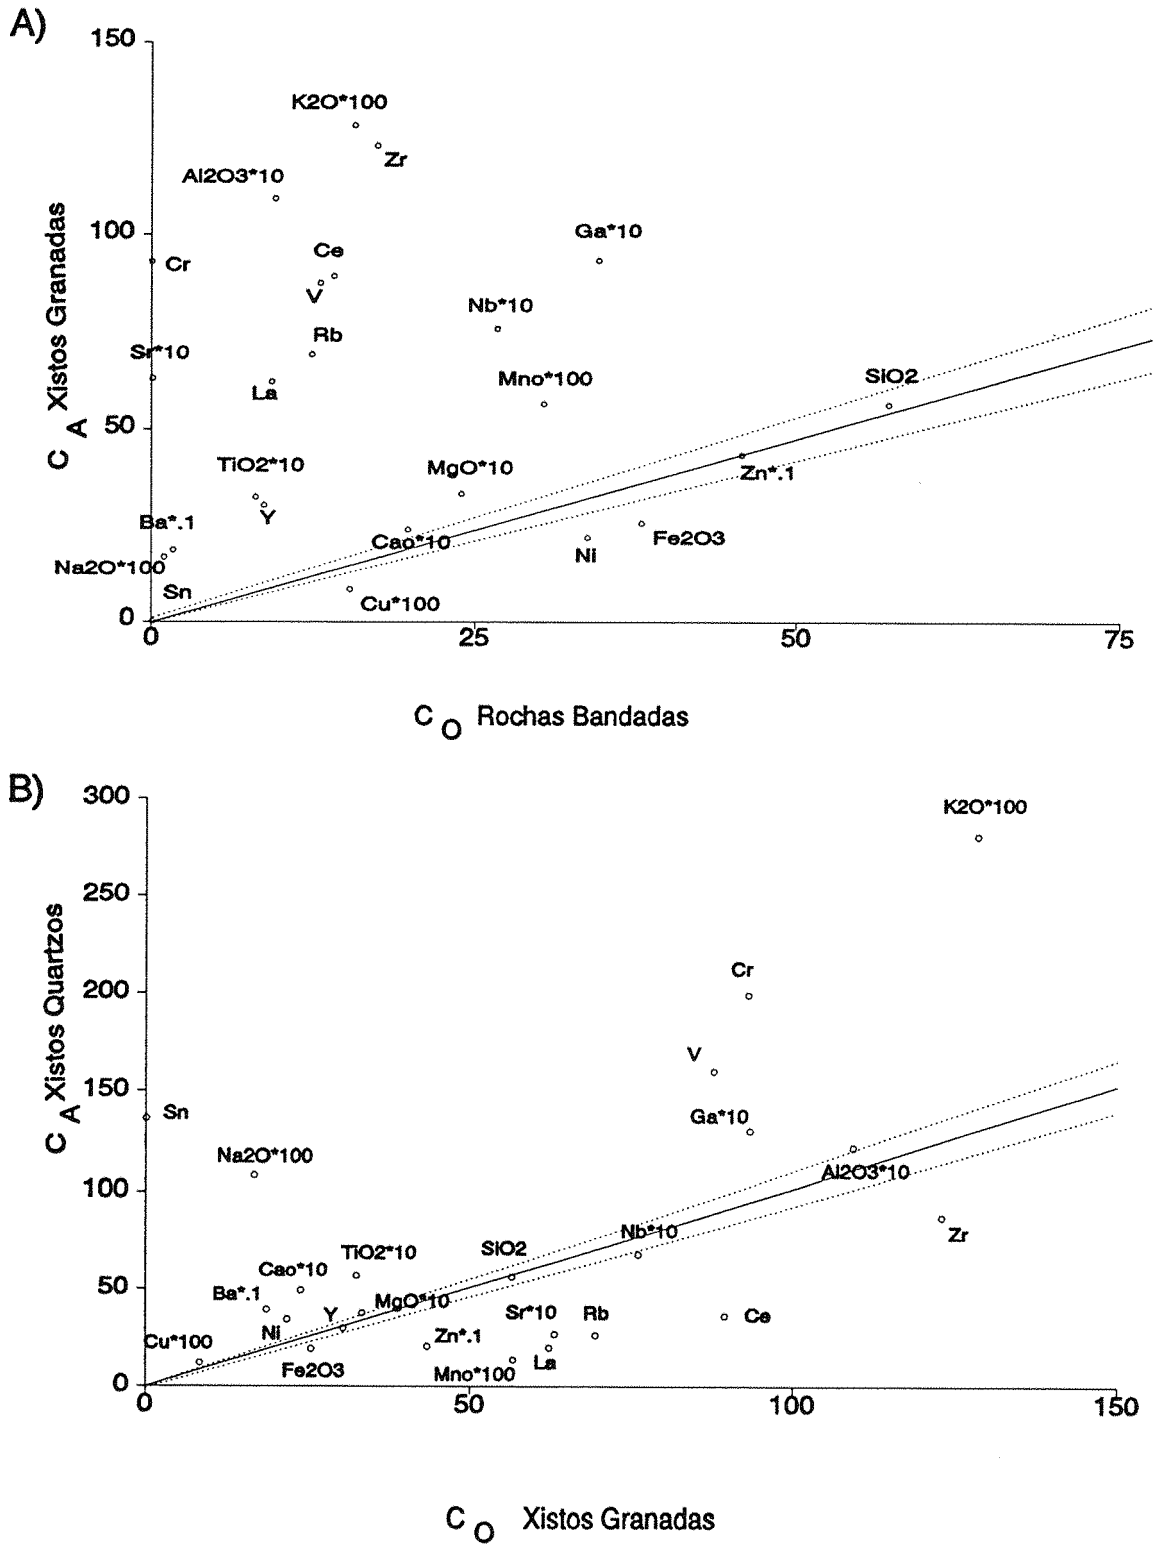 A)
150
K2O*100
Zr
Al2O3*10
100
Ga*10
Ce
Cr
V
Nb*10
Rb
Sr*10
Mno*100
SiO2
La
50
TiO2*10
MgO*10
Zn*.1
Y
Ba*.1
Cao*10
Fe2O3
Ni
Na2O*100
Sn
Cu*100
0
0 25 50 75
C A Xistos Granadas
C O Rochas Bandadas
B)
300
K2O*100
250
Cr
200
V
150
Sn
Ga*10
Na2O*100
Al2O3*10
100
Nb*10
Zr
SiO2
TiO2*10
Cao*10
50
Ba*.1
MgO*10
Y
Sr*10 Rb
Ce
Ni
Zn*.1
Cu*100
La
Fe2O3
Mno*100
0
0 50 100 150
C A Xistos Quartzos
C O Xistos Granadas